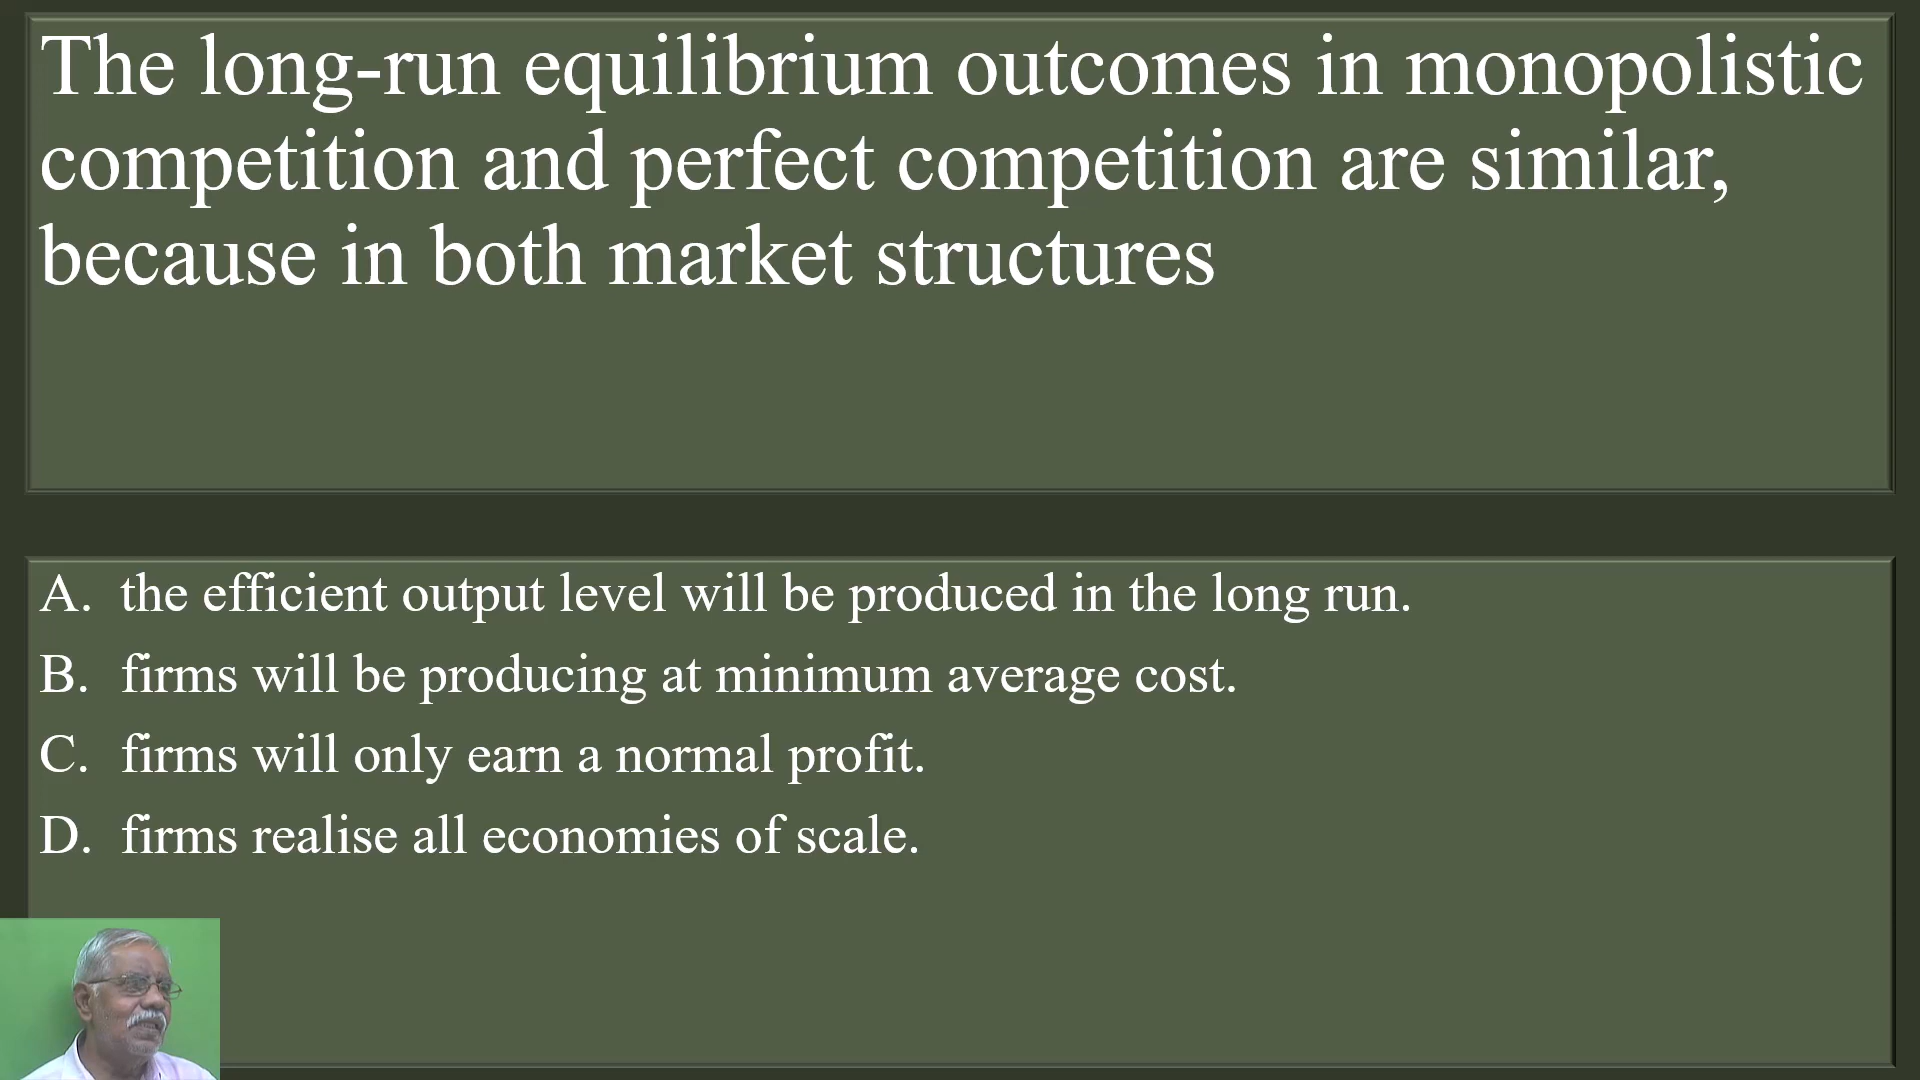 The long-run equilibrium outcomes in monopolistic
competition and perfect competition are similar,
because in both market structures
A. the efficient output level will be produced in the long run.
B. firms will be producing at minimum average cost.
C. firms will only earn a normal profit.
D. firms realise all economies of scale.